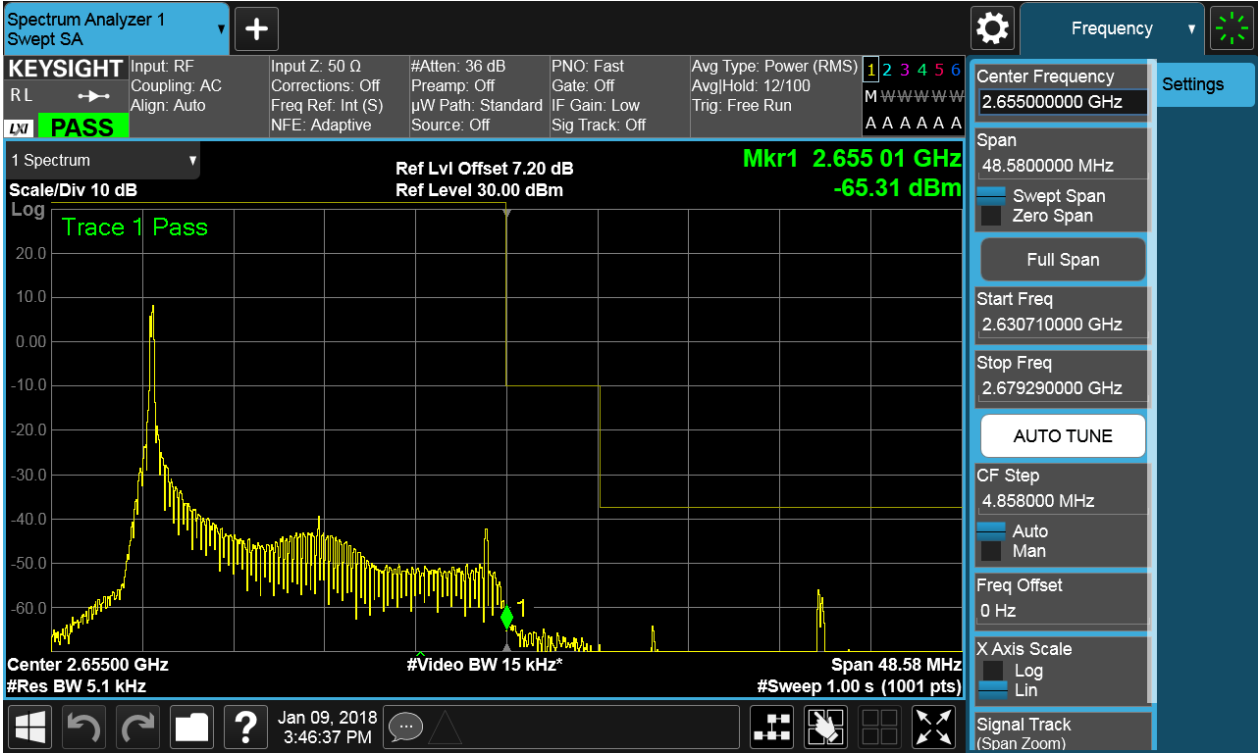 Spectrum Analyzer 1
Swept SA
+
Frequency
KEYSIGHT
R L
LXI
PASS
Input: RF
Coupling: AC
Align: Auto
Input Z: 50 Ω
Corrections: Off
Freq Ref: Int (S)
NFE: Adaptive
#Atten: 36 dB
Preamp: Off
µW Path: Standard
Source: Off
PNO: Fast
Gate: Off
IF Gain: Low
Sig Track: Off
Avg Type: Power (RMS)
Avg|Hold: 12/100
Trig: Free Run
1 2 3 4 5 6
M W W W W W
A A A A A A
1 Spectrum
Scale/Div 10 dB
Ref Lvl Offset 7.20 dB
Ref Level 30.00 dBm
Mkr1 2.655 01 GHz
-65.31 dBm
Log
Trace 1 Pass
20.0
10.0
0.00
-10.0
-20.0
-30.0
-40.0
-50.0
-60.0
1
Center 2.65500 GHz
#Res BW 5.1 kHz
#Video BW 15 kHz*
Span 48.58 MHz
#Sweep 1.00 s (1001 pts)
Center Frequency
2.655000000 GHz
Span
48.5800000 MHz
Swept Span
Zero Span
Full Span
Start Freq
2.630710000 GHz
Stop Freq
2.679290000 GHz
AUTO TUNE
CF Step
4.858000 MHz
Auto
Man
Freq Offset
0 Hz
X Axis Scale
Log
Lin
Signal Track
(Span Zoom)
Settings
?
Jan 09, 2018
3:46:37 PM